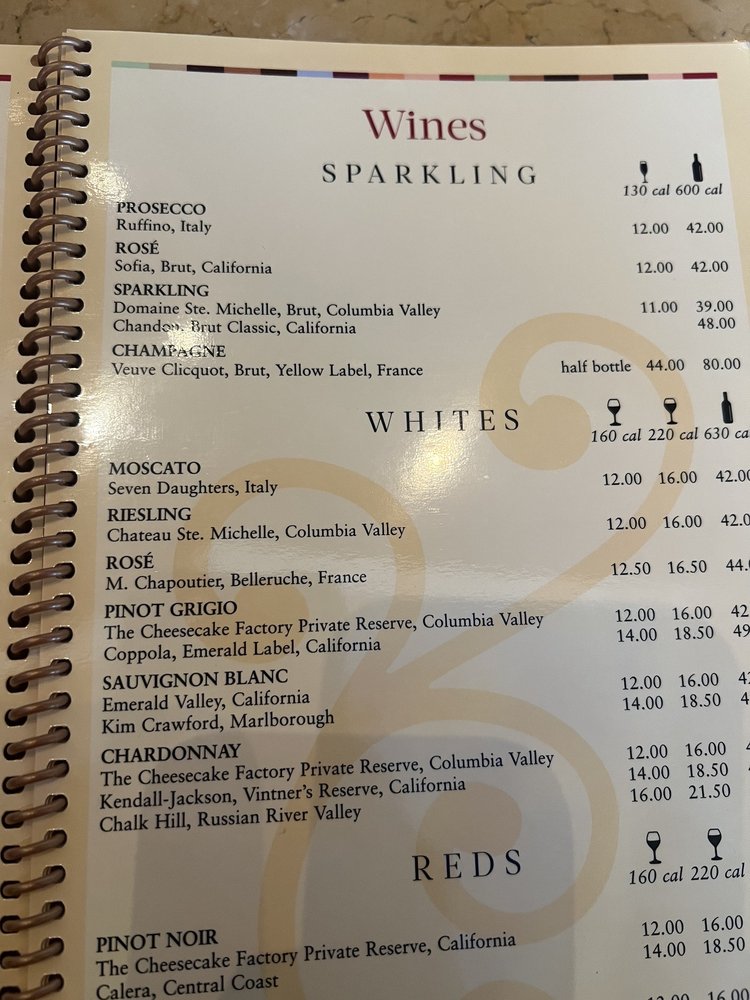 Wines
SPARKLING
130 cal 600 cal
PROSECCO
Ruffino, Italy 12.00 42.00
ROSÉ
Sofia, Brut, California 12.00 42.00
SPARKLING
Domaine Ste. Michelle, Brut, Columbia Valley 11.00 39.00
Chandon, Brut Classic, California 48.00
CHAMPAGNE
Veuve Clicquot, Brut, Yellow Label, France half bottle 44.00 80.00
WHITES
160 cal 220 cal 630 ca
MOSCATO
Seven Daughters, Italy 12.00 16.00 42.00
RIESLING
Chateau Ste. Michelle, Columbia Valley 12.00 16.00 42.0
ROSÉ
M. Chapoutier, Belleruche, France 12.50 16.50 44.
PINOT GRIGIO
The Cheesecake Factory Private Reserve, Columbia Valley 12.00 16.00 42
Coppola, Emerald Label, California 14.00 18.50 49
SAUVIGNON BLANC
Emerald Valley, California 12.00 16.00
Kim Crawford, Marlborough 14.00 18.50
CHARDONNAY
The Cheesecake Factory Private Reserve, Columbia Valley 12.00 16.00
Kendall-Jackson, Vintner's Reserve, California 14.00 18.50
Chalk Hill, Russian River Valley 16.00 21.50
REDS
160 cal 220 cal
PINOT NOIR
The Cheesecake Factory Private Reserve, California 12.00 16.00
Calera, Central Coast 14.00 18.50